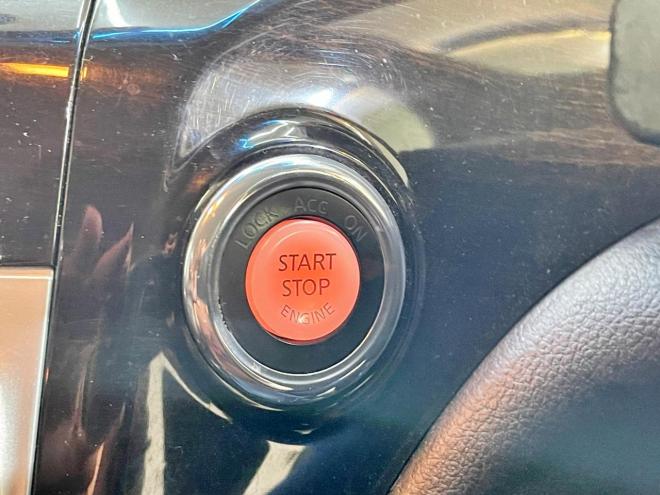 LOCK ACC ON
START
STOP
ENGINE